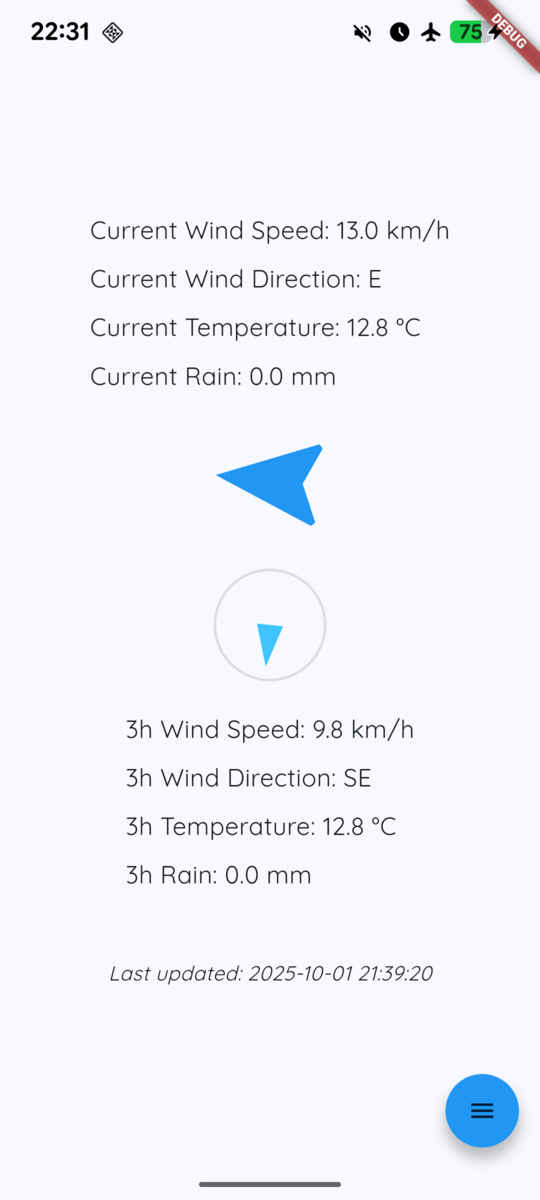 22:31
75
DEBUG
Current Wind Speed: 13.0 km/h
Current Wind Direction: E
Current Temperature: 12.8 °C
Current Rain: 0.0 mm
3h Wind Speed: 9.8 km/h
3h Wind Direction: SE
3h Temperature: 12.8 °C
3h Rain: 0.0 mm
Last updated: 2025-10-01 21:39:20